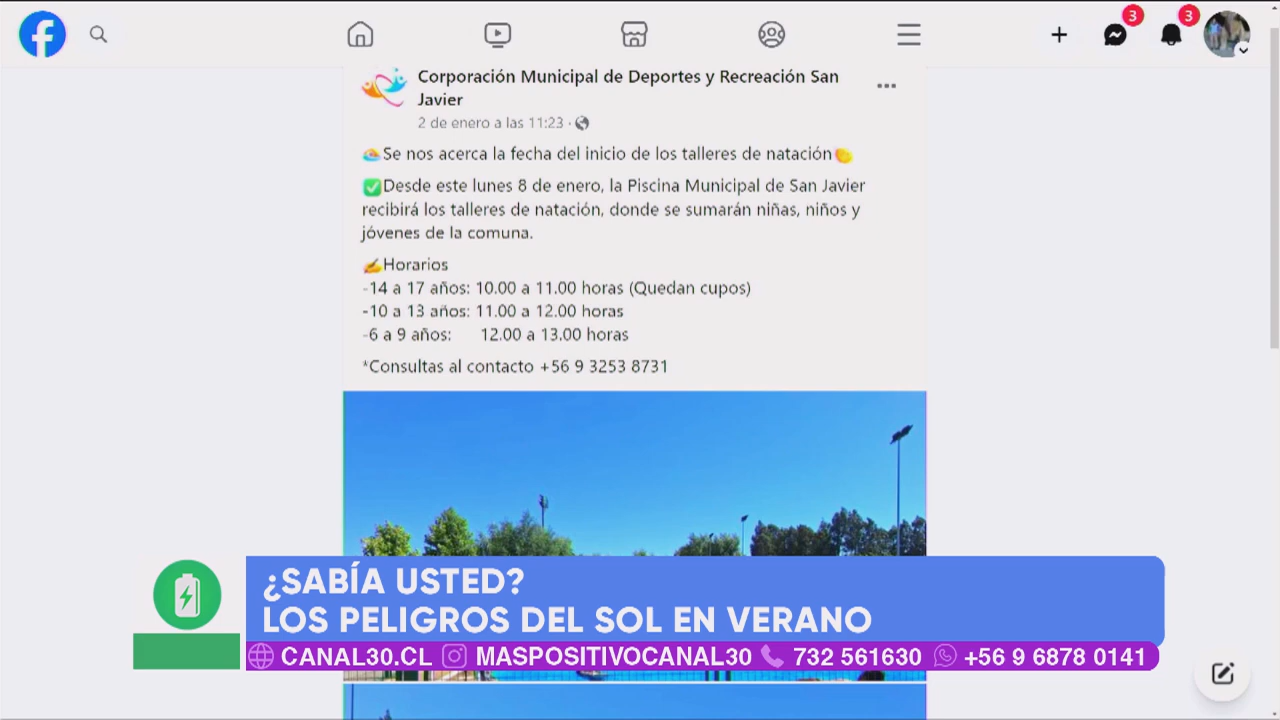 3
3
Corporación Municipal de Deportes y Recreación San
Javier
2 de enero a las 11:23 ·
Se nos acerca la fecha del inicio de los talleres de natación
Desde este lunes 8 de enero, la Piscina Municipal de San Javier
recibirá los talleres de natación, donde se sumarán niñas, niños y
jóvenes de la comuna.
Horarios
-14 a 17 años: 10.00 a 11.00 horas (Quedan cupos)
-10 a 13 años: 11.00 a 12.00 horas
-6 a 9 años: 12.00 a 13.00 horas
*Consultas al contacto +56 9 3253 8731
¿SABÍA USTED?
LOS PELIGROS DEL SOL EN VERANO
CANAL30.CL MASPOSITIVOCANAL30 732 561630 +56 9 6878 0141